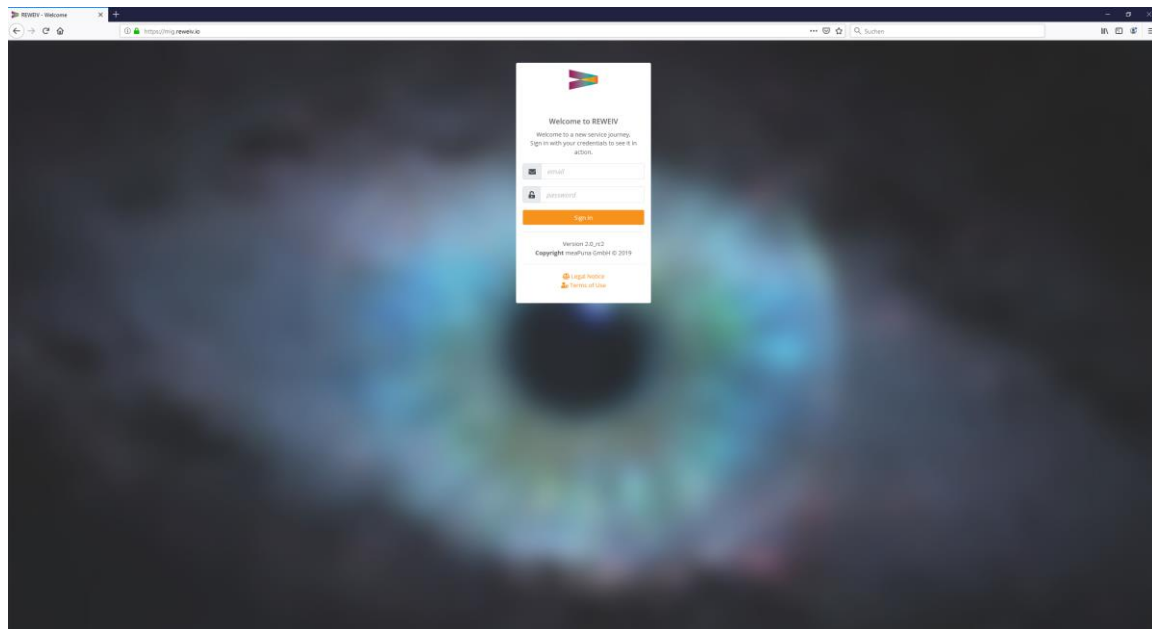 REWEIV - Welcome
https://mig.reweiv.io
Suchen
Welcome to REWEIV
Welcome to a new service journey.
Sign in with your credentials to see it in
action.
email
password
Sign In
Version 2.0_rc2
Copyright meaPuna GmbH © 2019
Legal Notice
Terms of Use